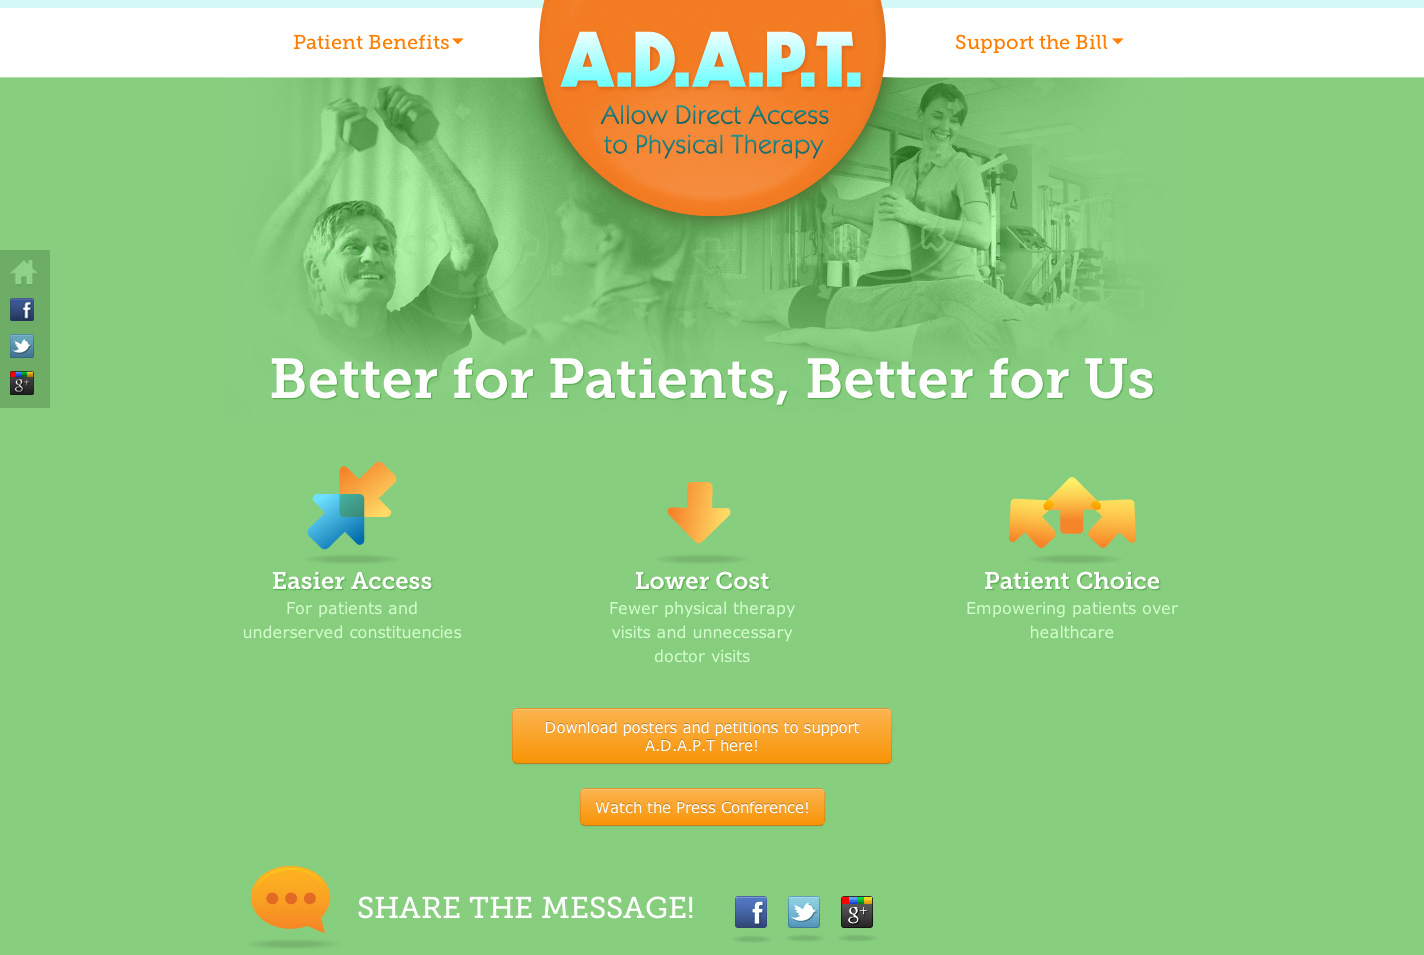 Patient Benefits
Support the Bill
A.D.A.P.T.
Allow Direct Access
to Physical Therapy
f
g+
Better for Patients, Better for Us
Easier Access
For patients and
underserved constituencies
Lower Cost
Fewer physical therapy
visits and unnecessary
doctor visits
Patient Choice
Empowering patients over
healthcare
Download posters and petitions to support
A.D.A.P.T here!
Watch the Press Conference!
SHARE THE MESSAGE!
f
g+